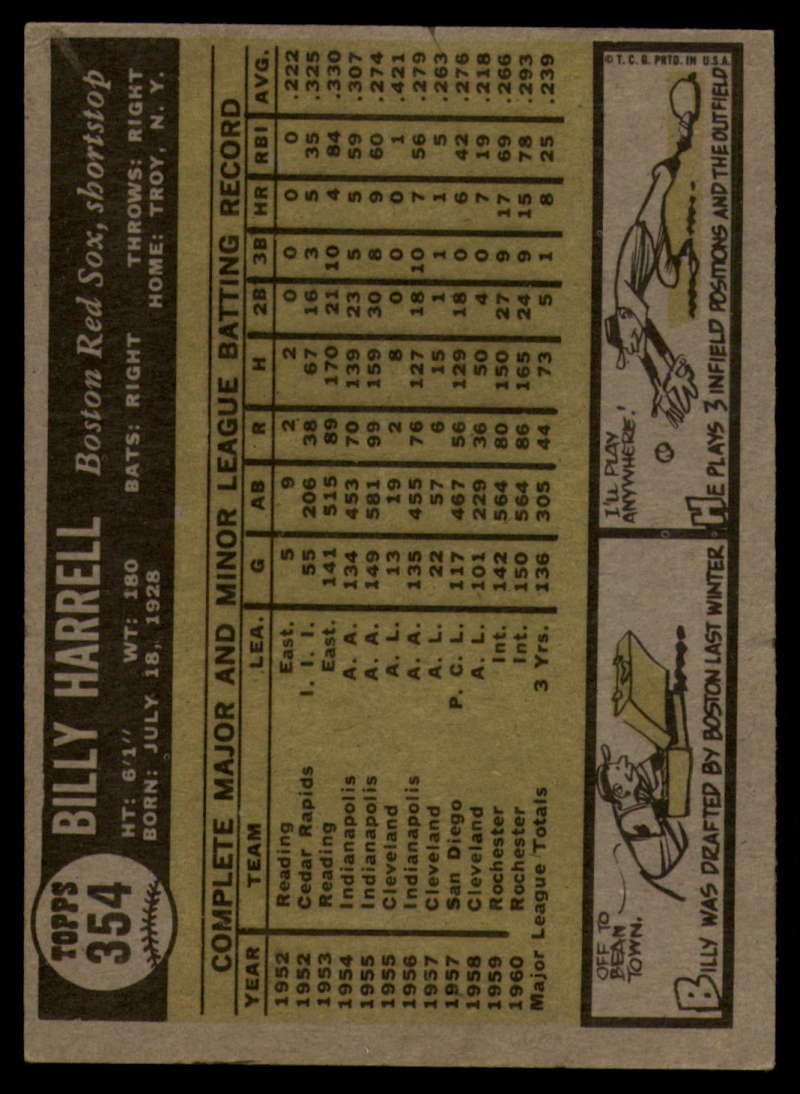 TOPPS
354
BILLY HARRELL Boston Red Sox, shortstop
HT: 6'1" WT: 180 BATS: RIGHT THROWS: RIGHT
BORN: JULY 18, 1928 HOME: TROY, N. Y.
COMPLETE MAJOR AND MINOR LEAGUE BATTING RECORD
YEAR TEAM LEA. G AB R H 2B 3B HR RBI AVG.
1952 Reading East. 5 9 2 2 0 0 0 0 .222
1952 Cedar Rapids I. I. I. 55 206 38 67 16 3 5 35 .325
1953 Reading East. 141 515 89 170 21 10 4 84 .330
1954 Indianapolis A. A. 134 453 70 139 23 5 5 59 .307
1955 Indianapolis A. A. 149 581 99 159 30 8 9 60 .274
1955 Cleveland A. L. 13 19 2 8 0 0 0 1 .421
1956 Indianapolis A. A. 135 455 76 127 18 10 7 56 .279
1957 Cleveland A. L. 22 57 6 15 1 1 1 5 .263
1957 San Diego P. C. L. 117 467 56 129 18 0 6 42 .276
1958 Cleveland A. L. 101 229 36 50 4 0 7 19 .218
1959 Rochester Int. 142 564 80 150 27 9 17 69 .266
1960 Rochester Int. 150 564 86 165 24 9 15 78 .293
Major League Totals 3 Yrs. 136 305 44 73 5 1 8 25 .239
OFF TO
BEAN
TOWN.
BILLY WAS DRAFTED BY BOSTON LAST WINTER
I'LL PLAY
ANYWHERE!
© T. C. G. PRTD. IN U.S.A.
HE PLAYS 3 INFIELD POSITIONS AND THE OUTFIELD